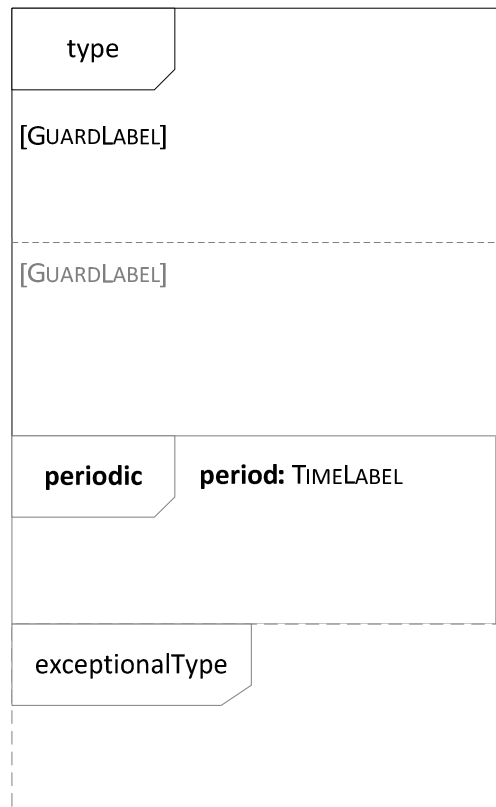 type
[GUARDLABEL]
[GUARDLABEL]
periodic period: TIMELABEL
exceptionalType